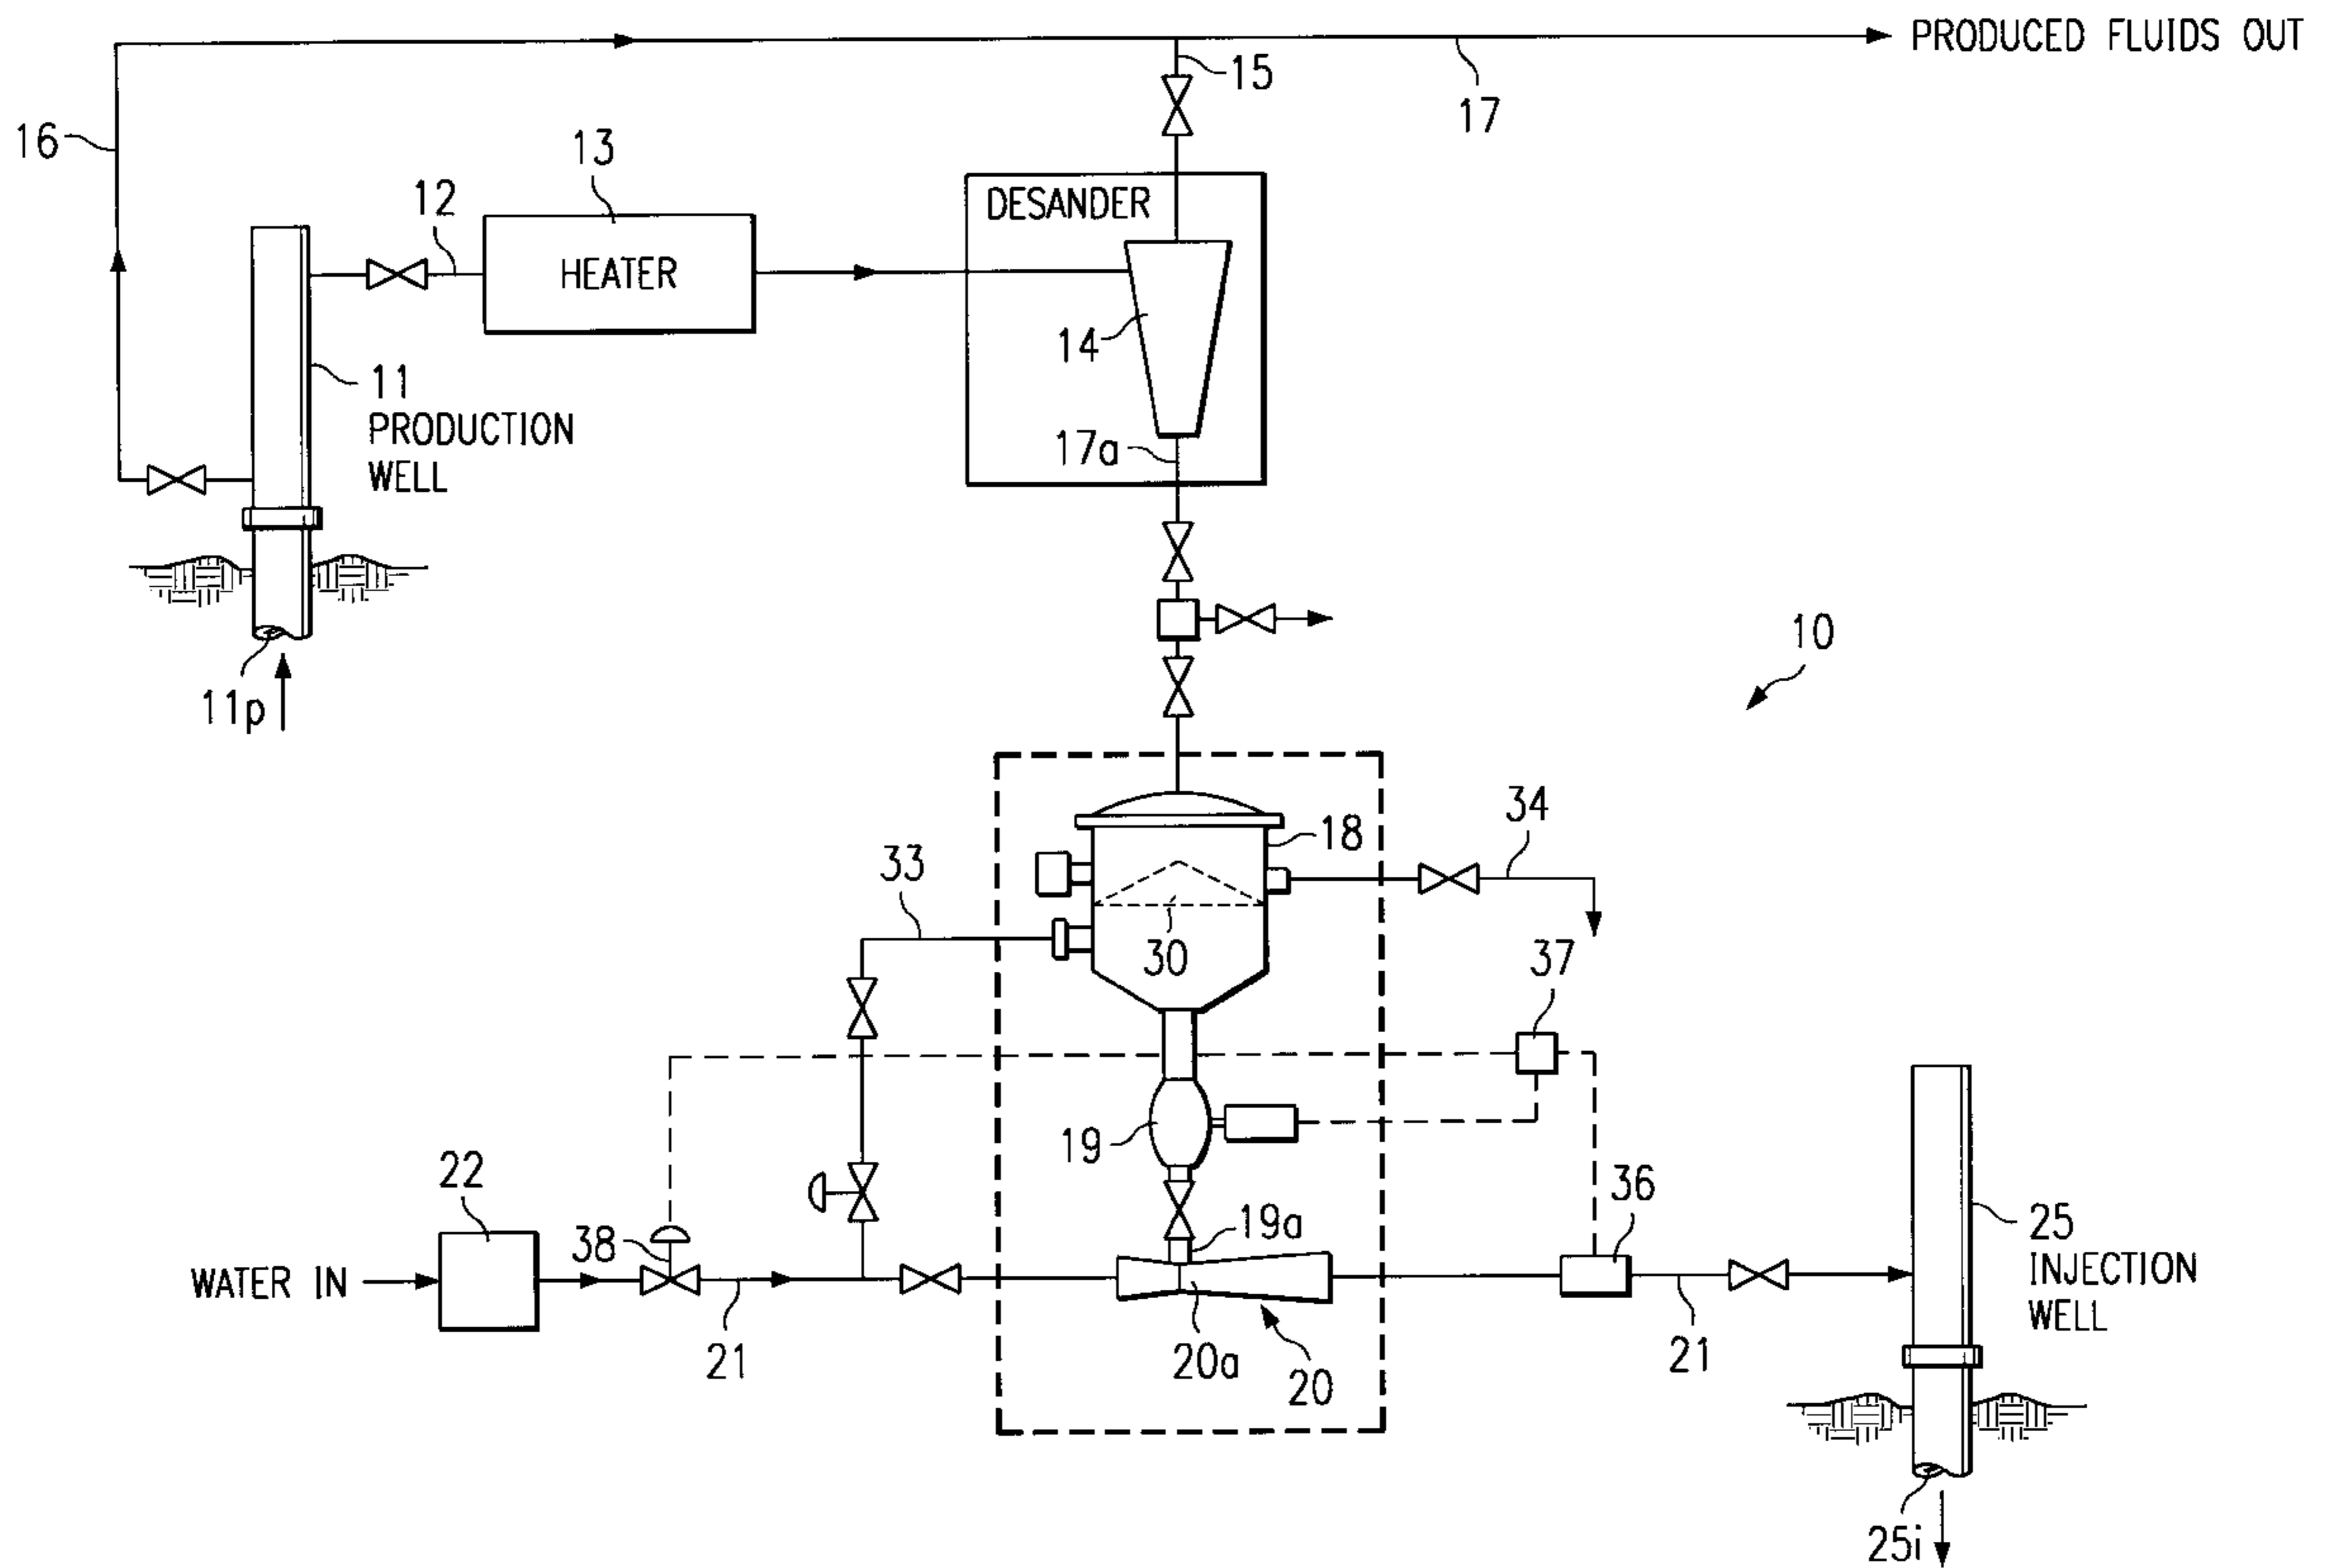 PRODUCED FLUIDS OUT
15
17
16
13
12
DESANDER
HEATER
14
11
PRODUCTION
WELL
17a
11p
10
34
18
33
30
37
19
22
36
19a
38
25
INJECTION
WELL
WATER IN
21
20a
20
21
25i